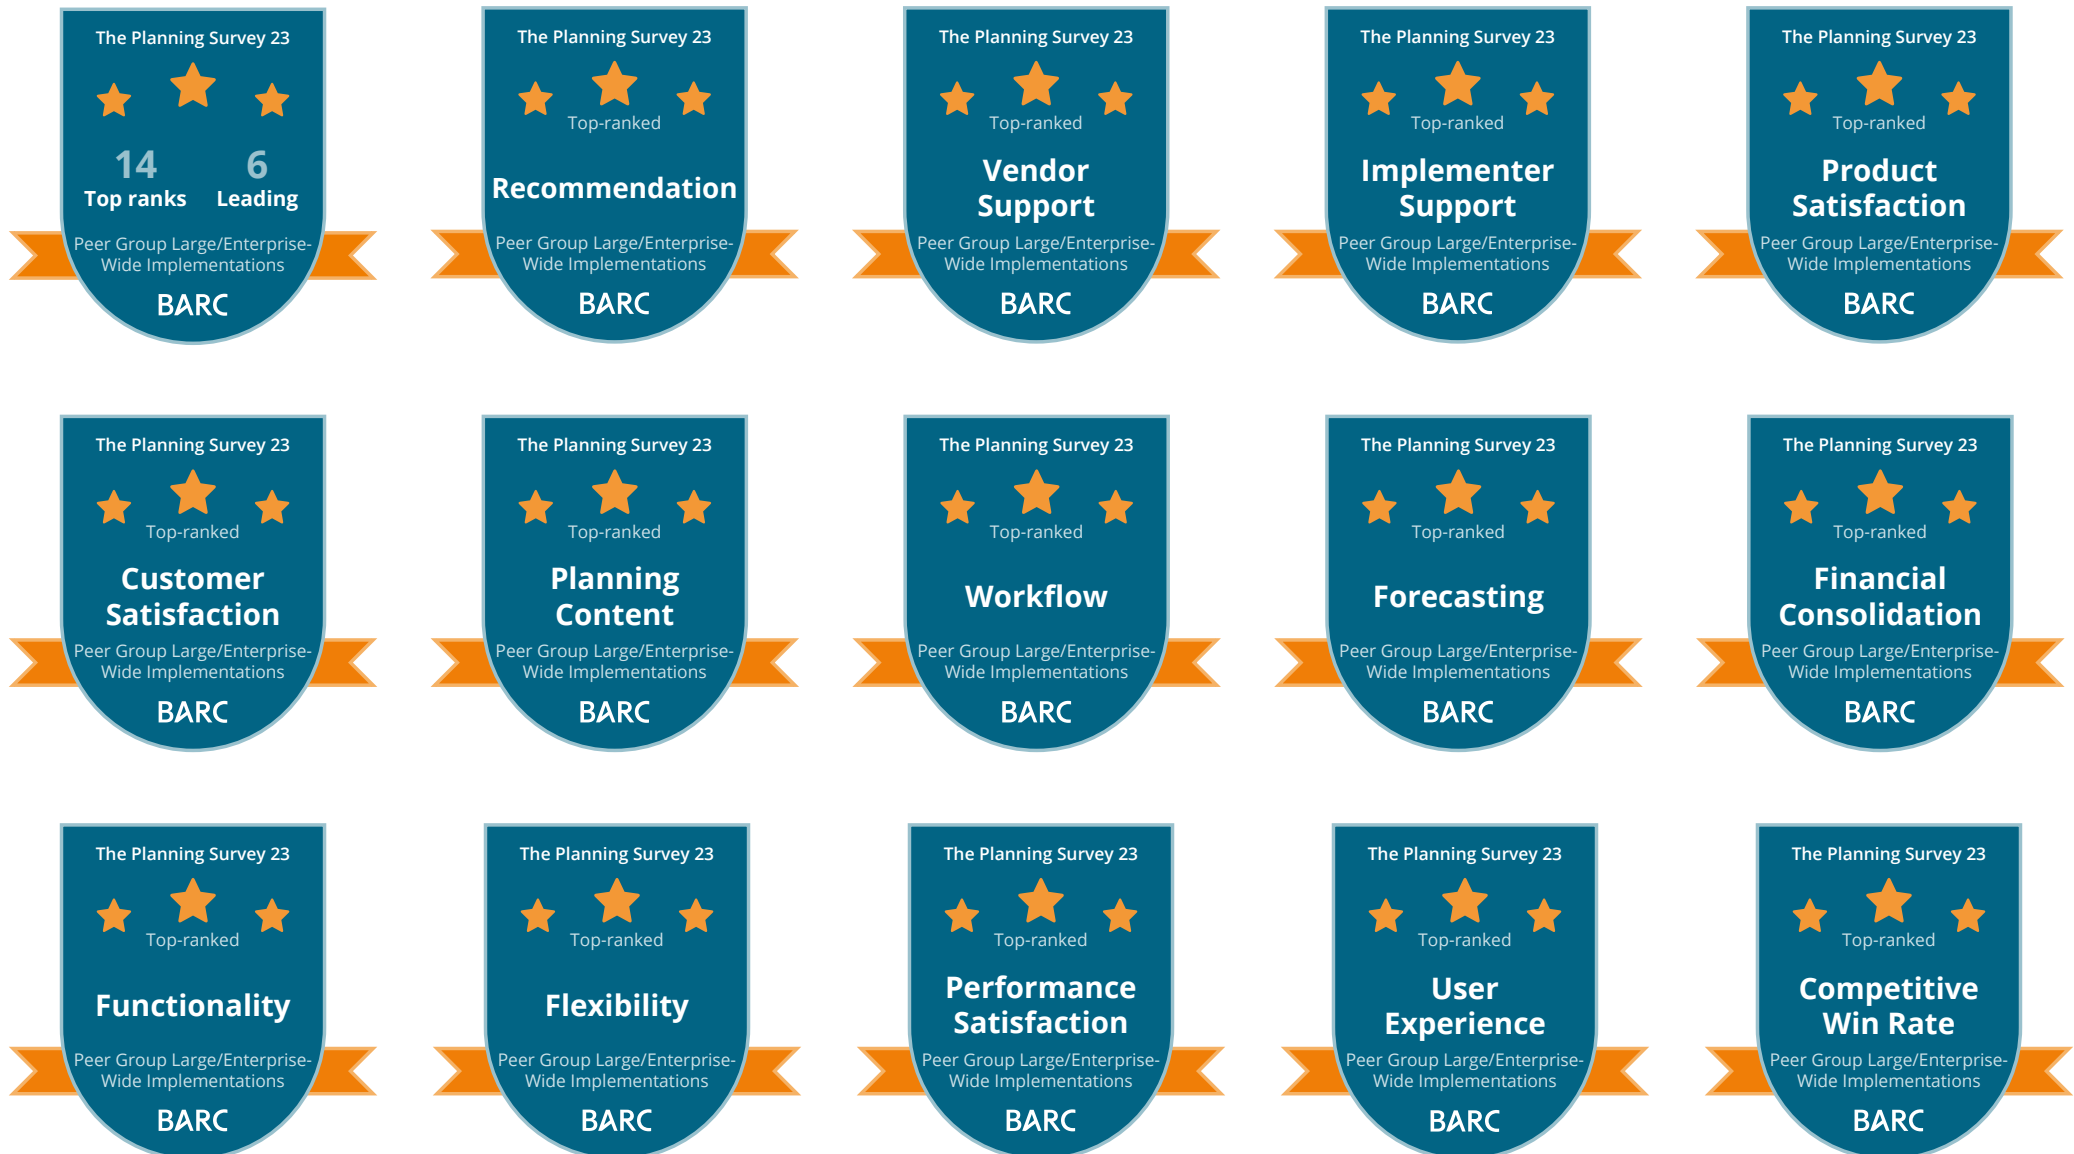 The Planning Survey 23
14 6
Top ranks Leading
Peer Group Large/Enterprise-
Wide Implementations
BARC
The Planning Survey 23
Top-ranked
Recommendation
Peer Group Large/Enterprise-
Wide Implementations
BARC
The Planning Survey 23
Top-ranked
Vendor
Support
Peer Group Large/Enterprise-
Wide Implementations
BARC
The Planning Survey 23
Top-ranked
Implementer
Support
Peer Group Large/Enterprise-
Wide Implementations
BARC
The Planning Survey 23
Top-ranked
Product
Satisfaction
Peer Group Large/Enterprise-
Wide Implementations
BARC
The Planning Survey 23
Top-ranked
Customer
Satisfaction
Peer Group Large/Enterprise-
Wide Implementations
BARC
The Planning Survey 23
Top-ranked
Planning
Content
Peer Group Large/Enterprise-
Wide Implementations
BARC
The Planning Survey 23
Top-ranked
Workflow
Peer Group Large/Enterprise-
Wide Implementations
BARC
The Planning Survey 23
Top-ranked
Forecasting
Peer Group Large/Enterprise-
Wide Implementations
BARC
The Planning Survey 23
Top-ranked
Financial
Consolidation
Peer Group Large/Enterprise-
Wide Implementations
BARC
The Planning Survey 23
Top-ranked
Functionality
Peer Group Large/Enterprise-
Wide Implementations
BARC
The Planning Survey 23
Top-ranked
Flexibility
Peer Group Large/Enterprise-
Wide Implementations
BARC
The Planning Survey 23
Top-ranked
Performance
Satisfaction
Peer Group Large/Enterprise-
Wide Implementations
BARC
The Planning Survey 23
Top-ranked
User
Experience
Peer Group Large/Enterprise-
Wide Implementations
BARC
The Planning Survey 23
Top-ranked
Competitive
Win Rate
Peer Group Large/Enterprise-
Wide Implementations
BARC